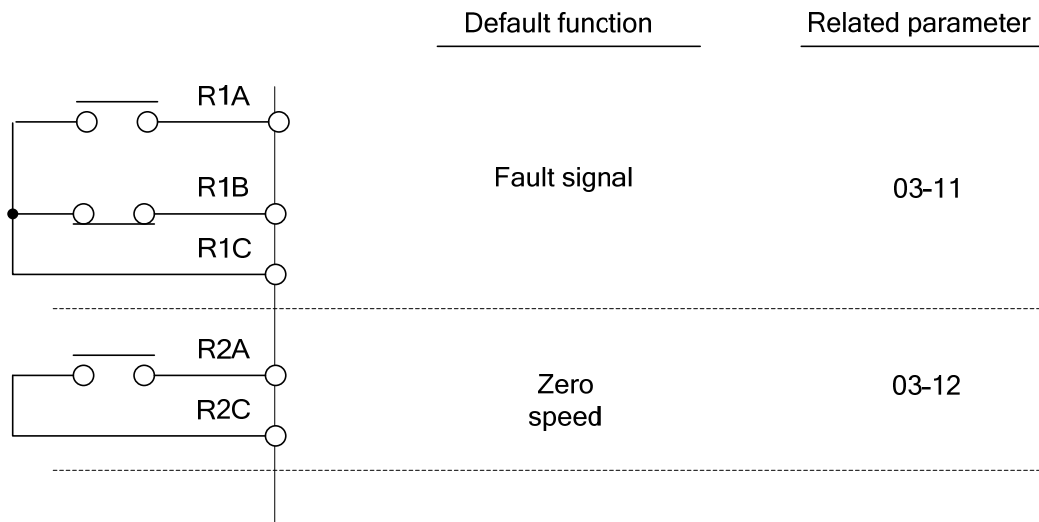 Default function Related parameter
R1A
R1B
Fault signal 03-11
R1C
R2A
Zero
speed
03-12
R2C